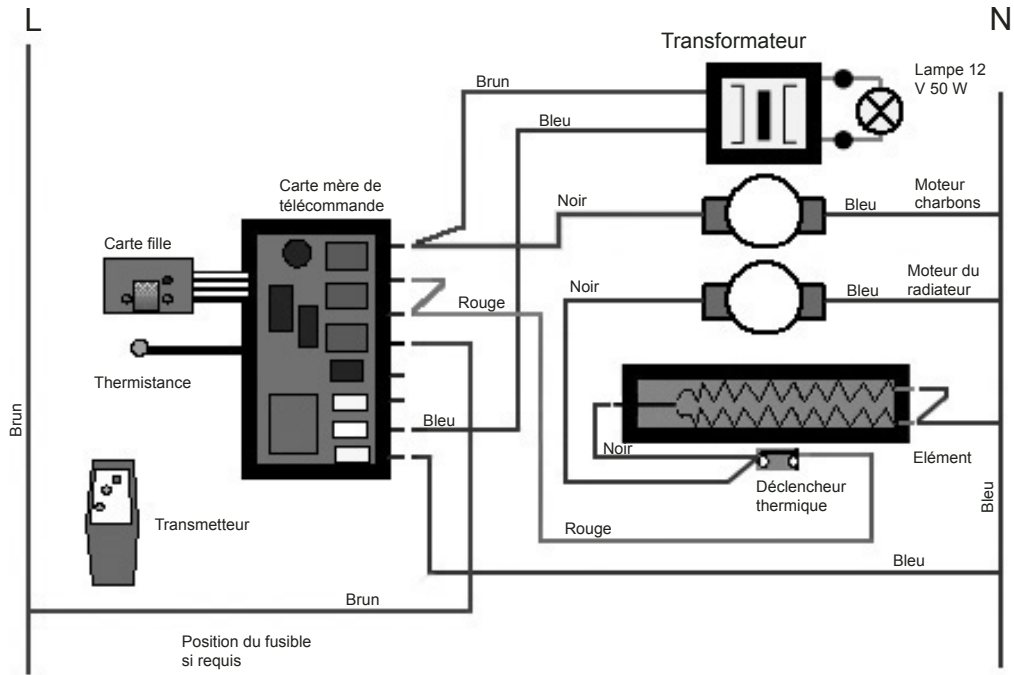 L
N
Transformateur
Lampe 12
V 50 W
Brun
Bleu
Carte mère de
télécommande
Noir
Bleu
Moteur
charbons
Carte fille
Noir
Bleu
Moteur du
radiateur
Rouge
Thermistance
Brun
Bleu
Noir
Elément
Déclencheur
thermique
Bleu
Transmetteur
Rouge
Bleu
Brun
Position du fusible
si requis